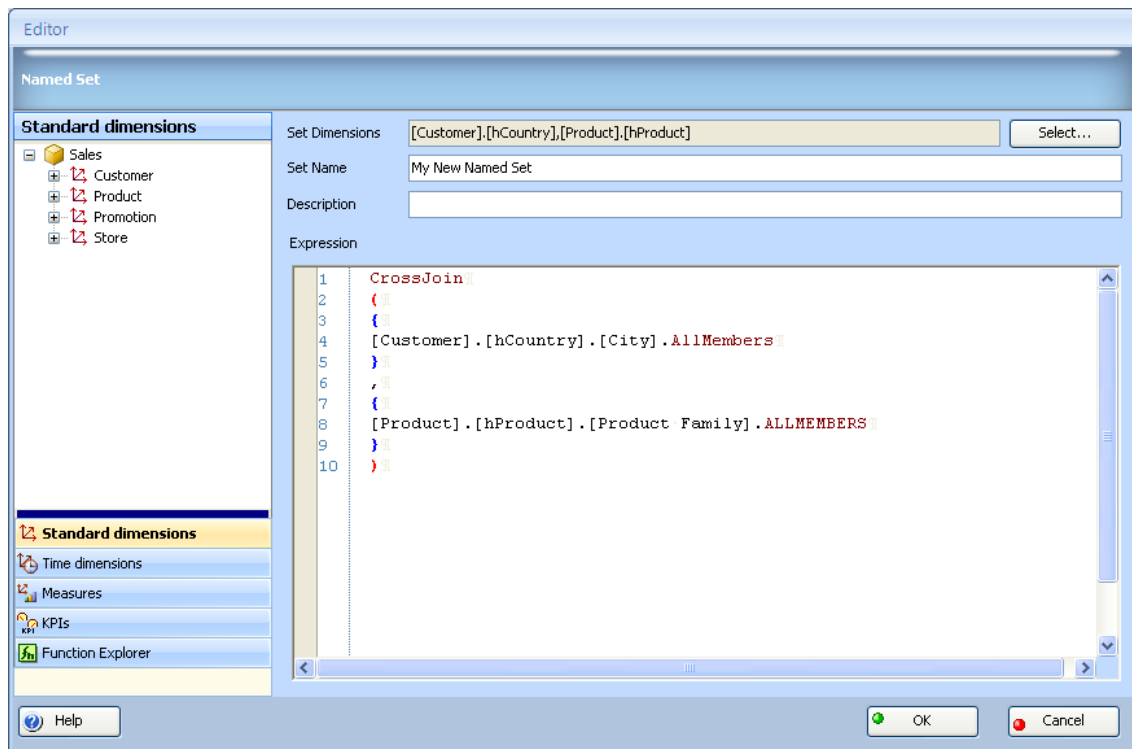 Editor
Named Set
Standard dimensions
Sales
Customer
Product
Promotion
Store
Standard dimensions
Time dimensions
Measures
KPIs
Function Explorer
Set Dimensions [Customer].[hCountry],[Product].[hProduct] Select...
Set Name My New Named Set
Description
Expression
1 CrossJoin¶
2 (¶
3 {¶
4 [Customer].[hCountry].[City].AllMembers¶
5 }¶
6 ,¶
7 {¶
8 [Product].[hProduct].[Product·Family].ALLMEMBERS¶
9 }¶
10 )¶
Help OK Cancel